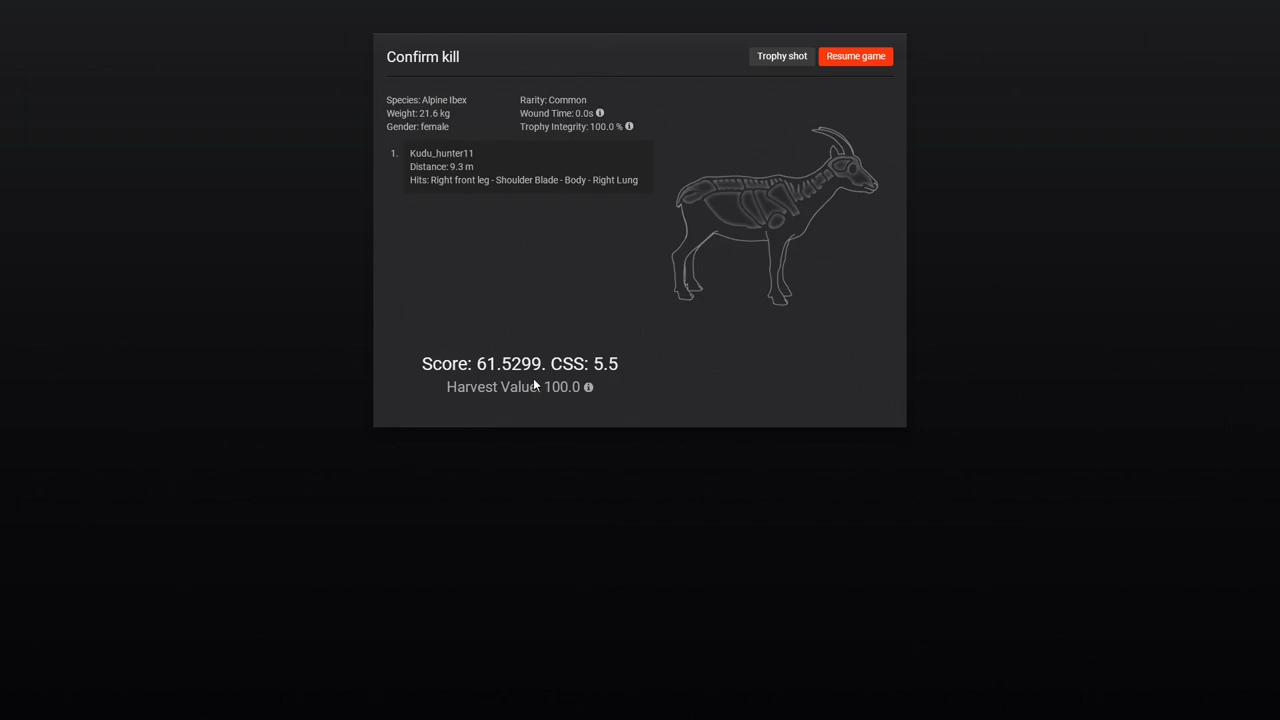 Confirm kill
Trophy shot
Resume game
Species: Alpine Ibex
Weight: 21.6 kg
Gender: female
Rarity: Common
Wound Time: 0.0s
Trophy Integrity: 100.0 %
1. Kudu_hunter11
Distance: 9.3 m
Hits: Right front leg - Shoulder Blade - Body - Right Lung
Score: 61.5299. CSS: 5.5
Harvest Value: 100.0